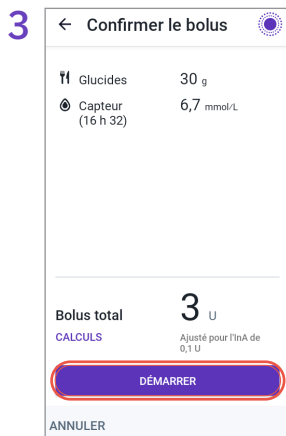 3
Confirmer le bolus
Glucides 30 g
Capteur 6,7 mmol/L
(16 h 32)
Bolus total 3 U
CALCULS Ajusté pour l'InA de
0,1 U
DÉMARRER
ANNULER